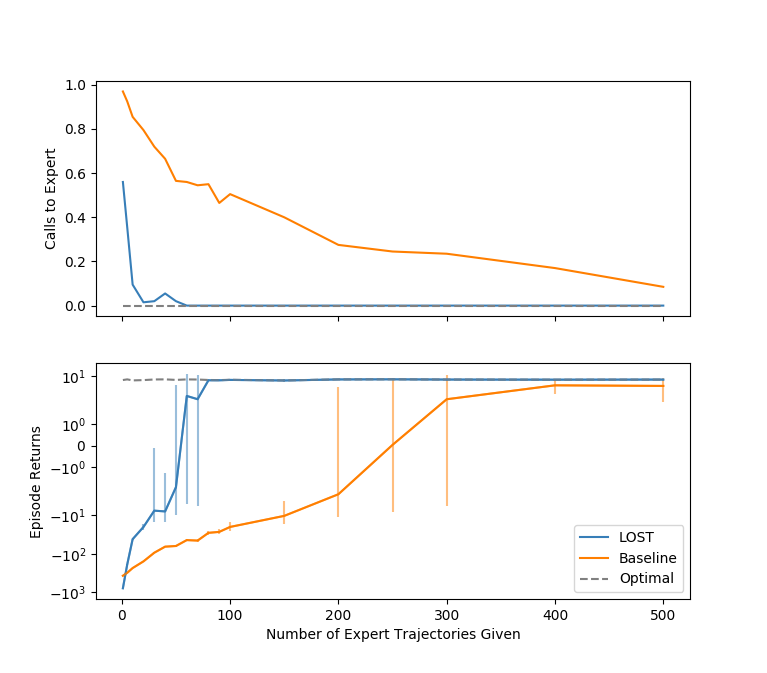 1.0
0.8
0.6
0.4
0.2
0.0
Calls to Expert
10¹
10⁰
0
−10⁰
−10¹
−10²
−10³
Episode Returns
LOST
Baseline
Optimal
0 100 200 300 400 500
Number of Expert Trajectories Given